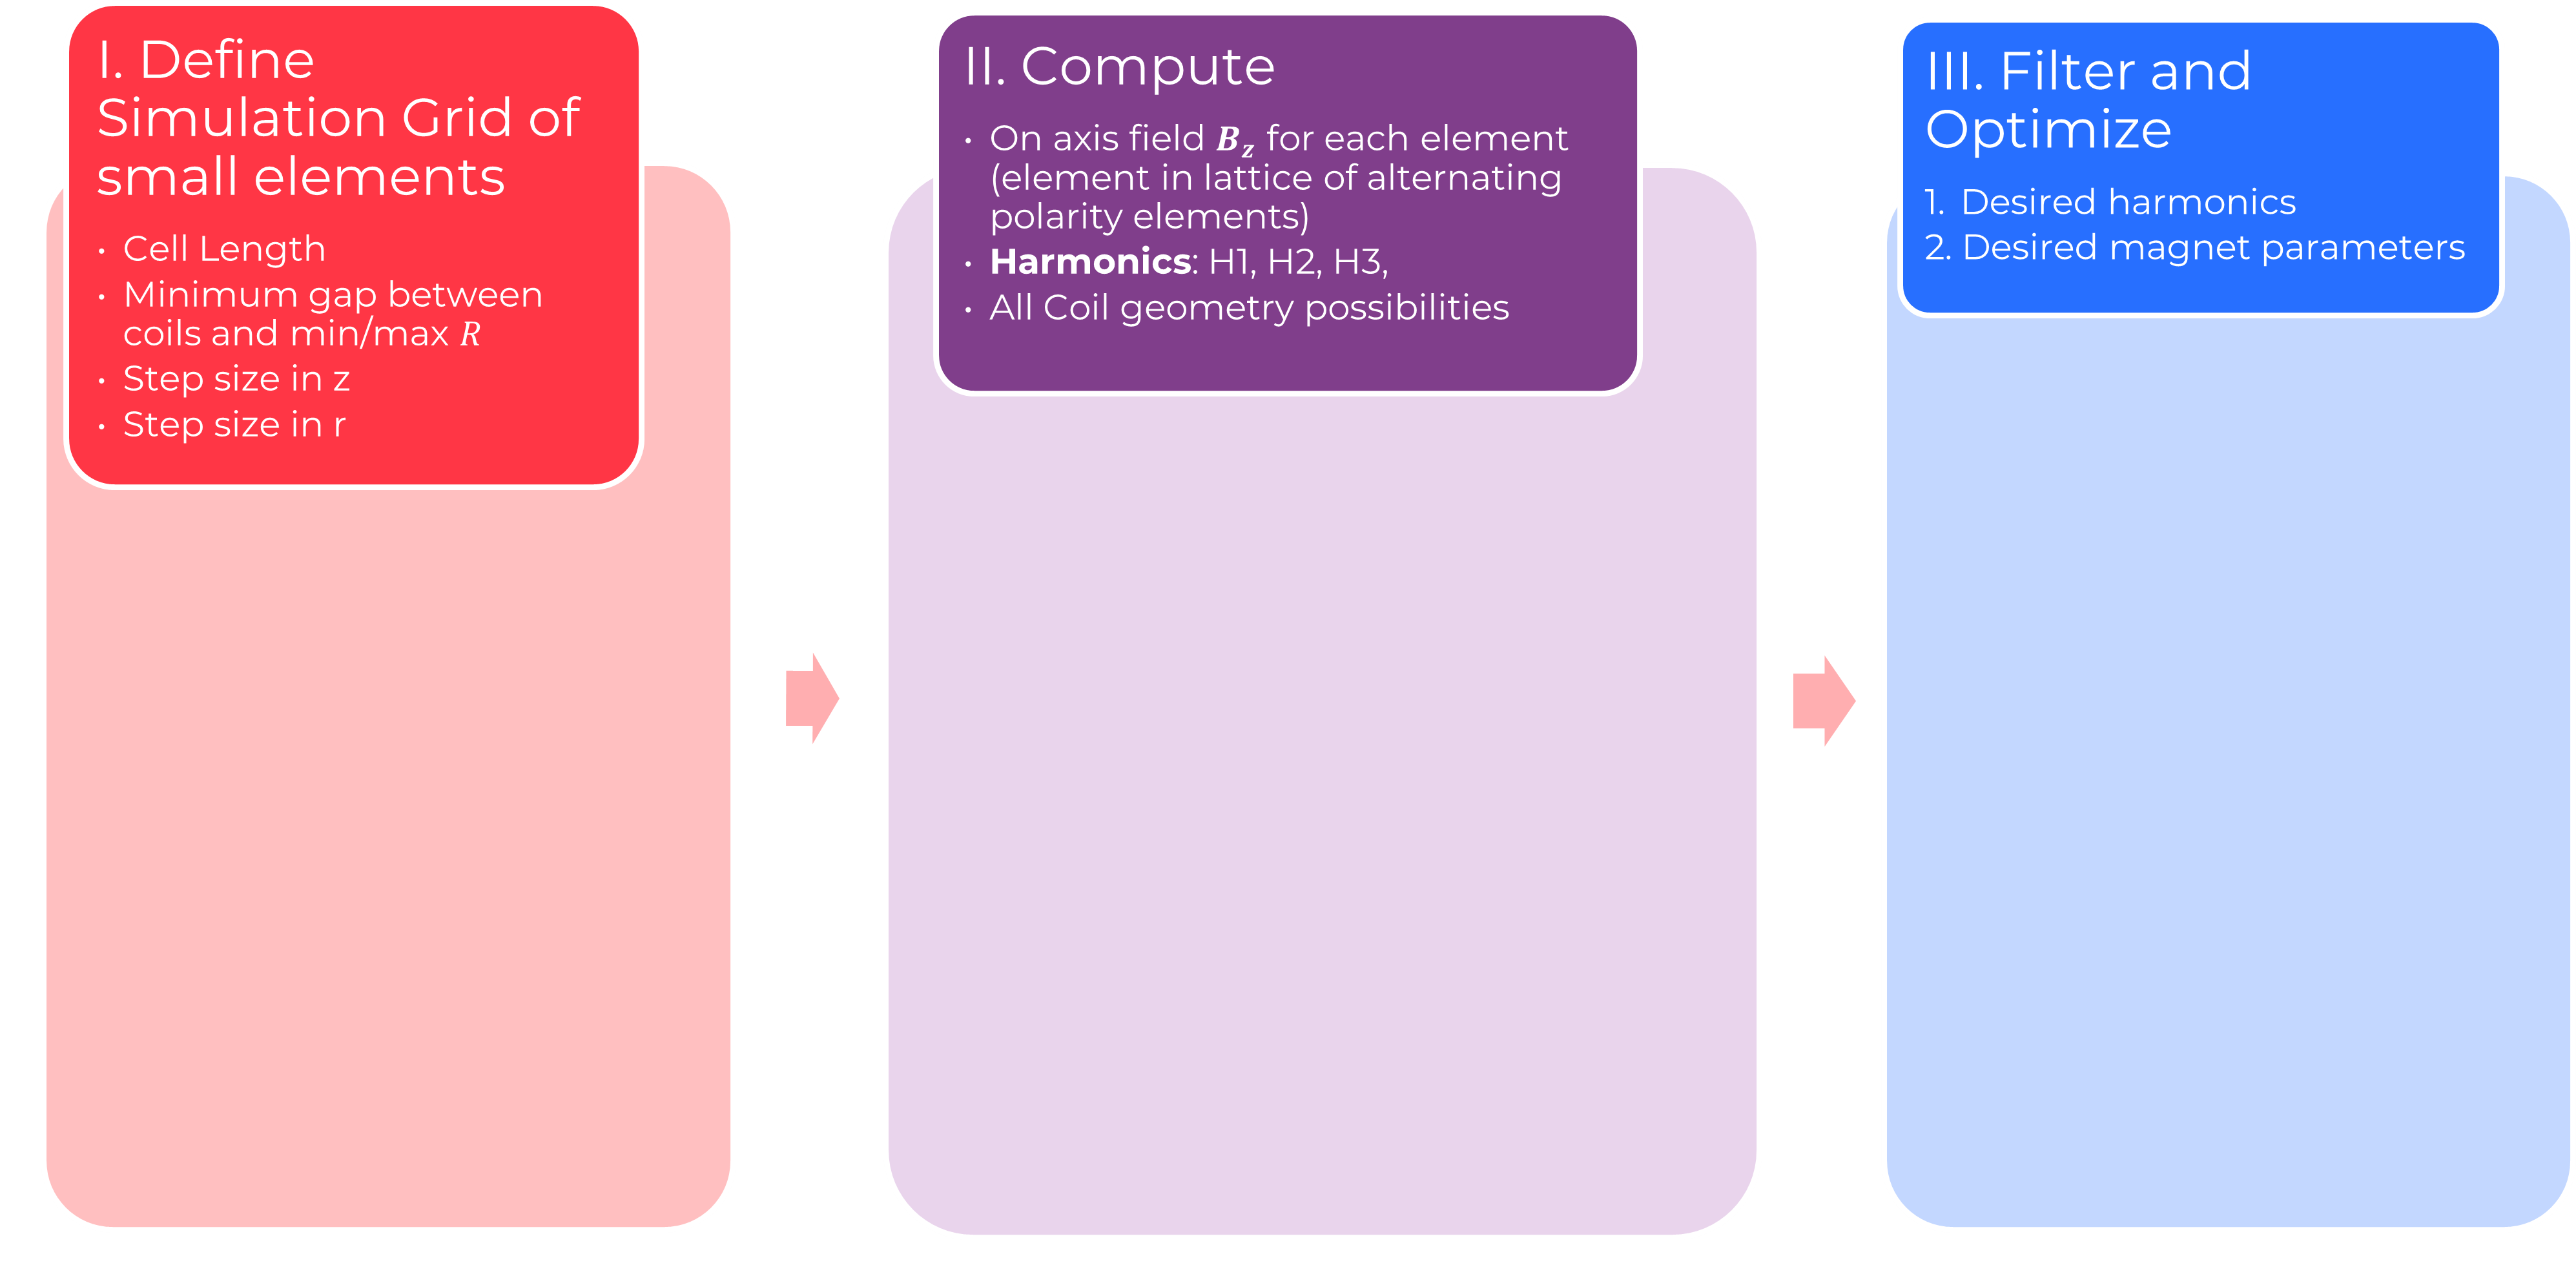 I. Define
Simulation Grid of
small elements
• Cell Length
• Minimum gap between
coils and min/max R
• Step size in z
• Step size in r
II. Compute
• On axis field B_z for each element
(element in lattice of alternating
polarity elements)
• Harmonics: H1, H2, H3,
• All Coil geometry possibilities
III. Filter and
Optimize
1. Desired harmonics
2. Desired magnet parameters